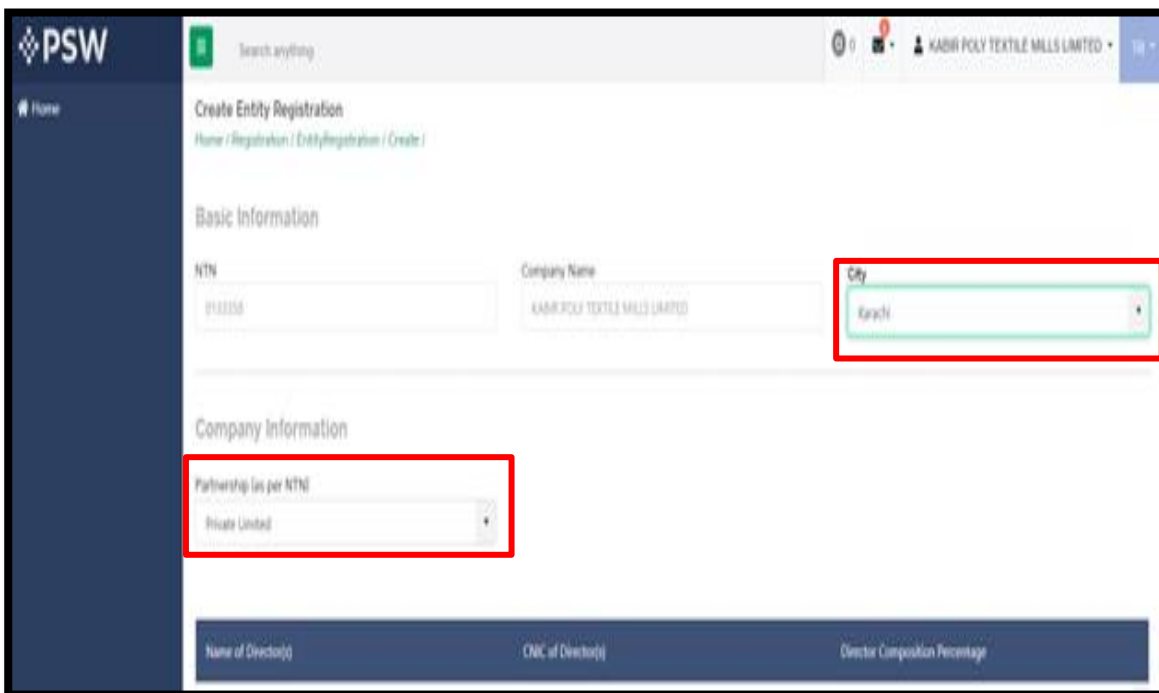 PSW
Search anything
0
KABIR POLY TEXTILE MILLS LIMITED
Home
Create Entity Registration
Home / Registration / EntityRegistration / Create /
Basic Information
NTN
Company Name
City
KABIR POLY TEXTILE MILLS LIMITED
Karachi
Company Information
Partnership (as per NTN)
Private Limited
Name of Director(s)
CNIC of Director(s)
Director Composition Percentage